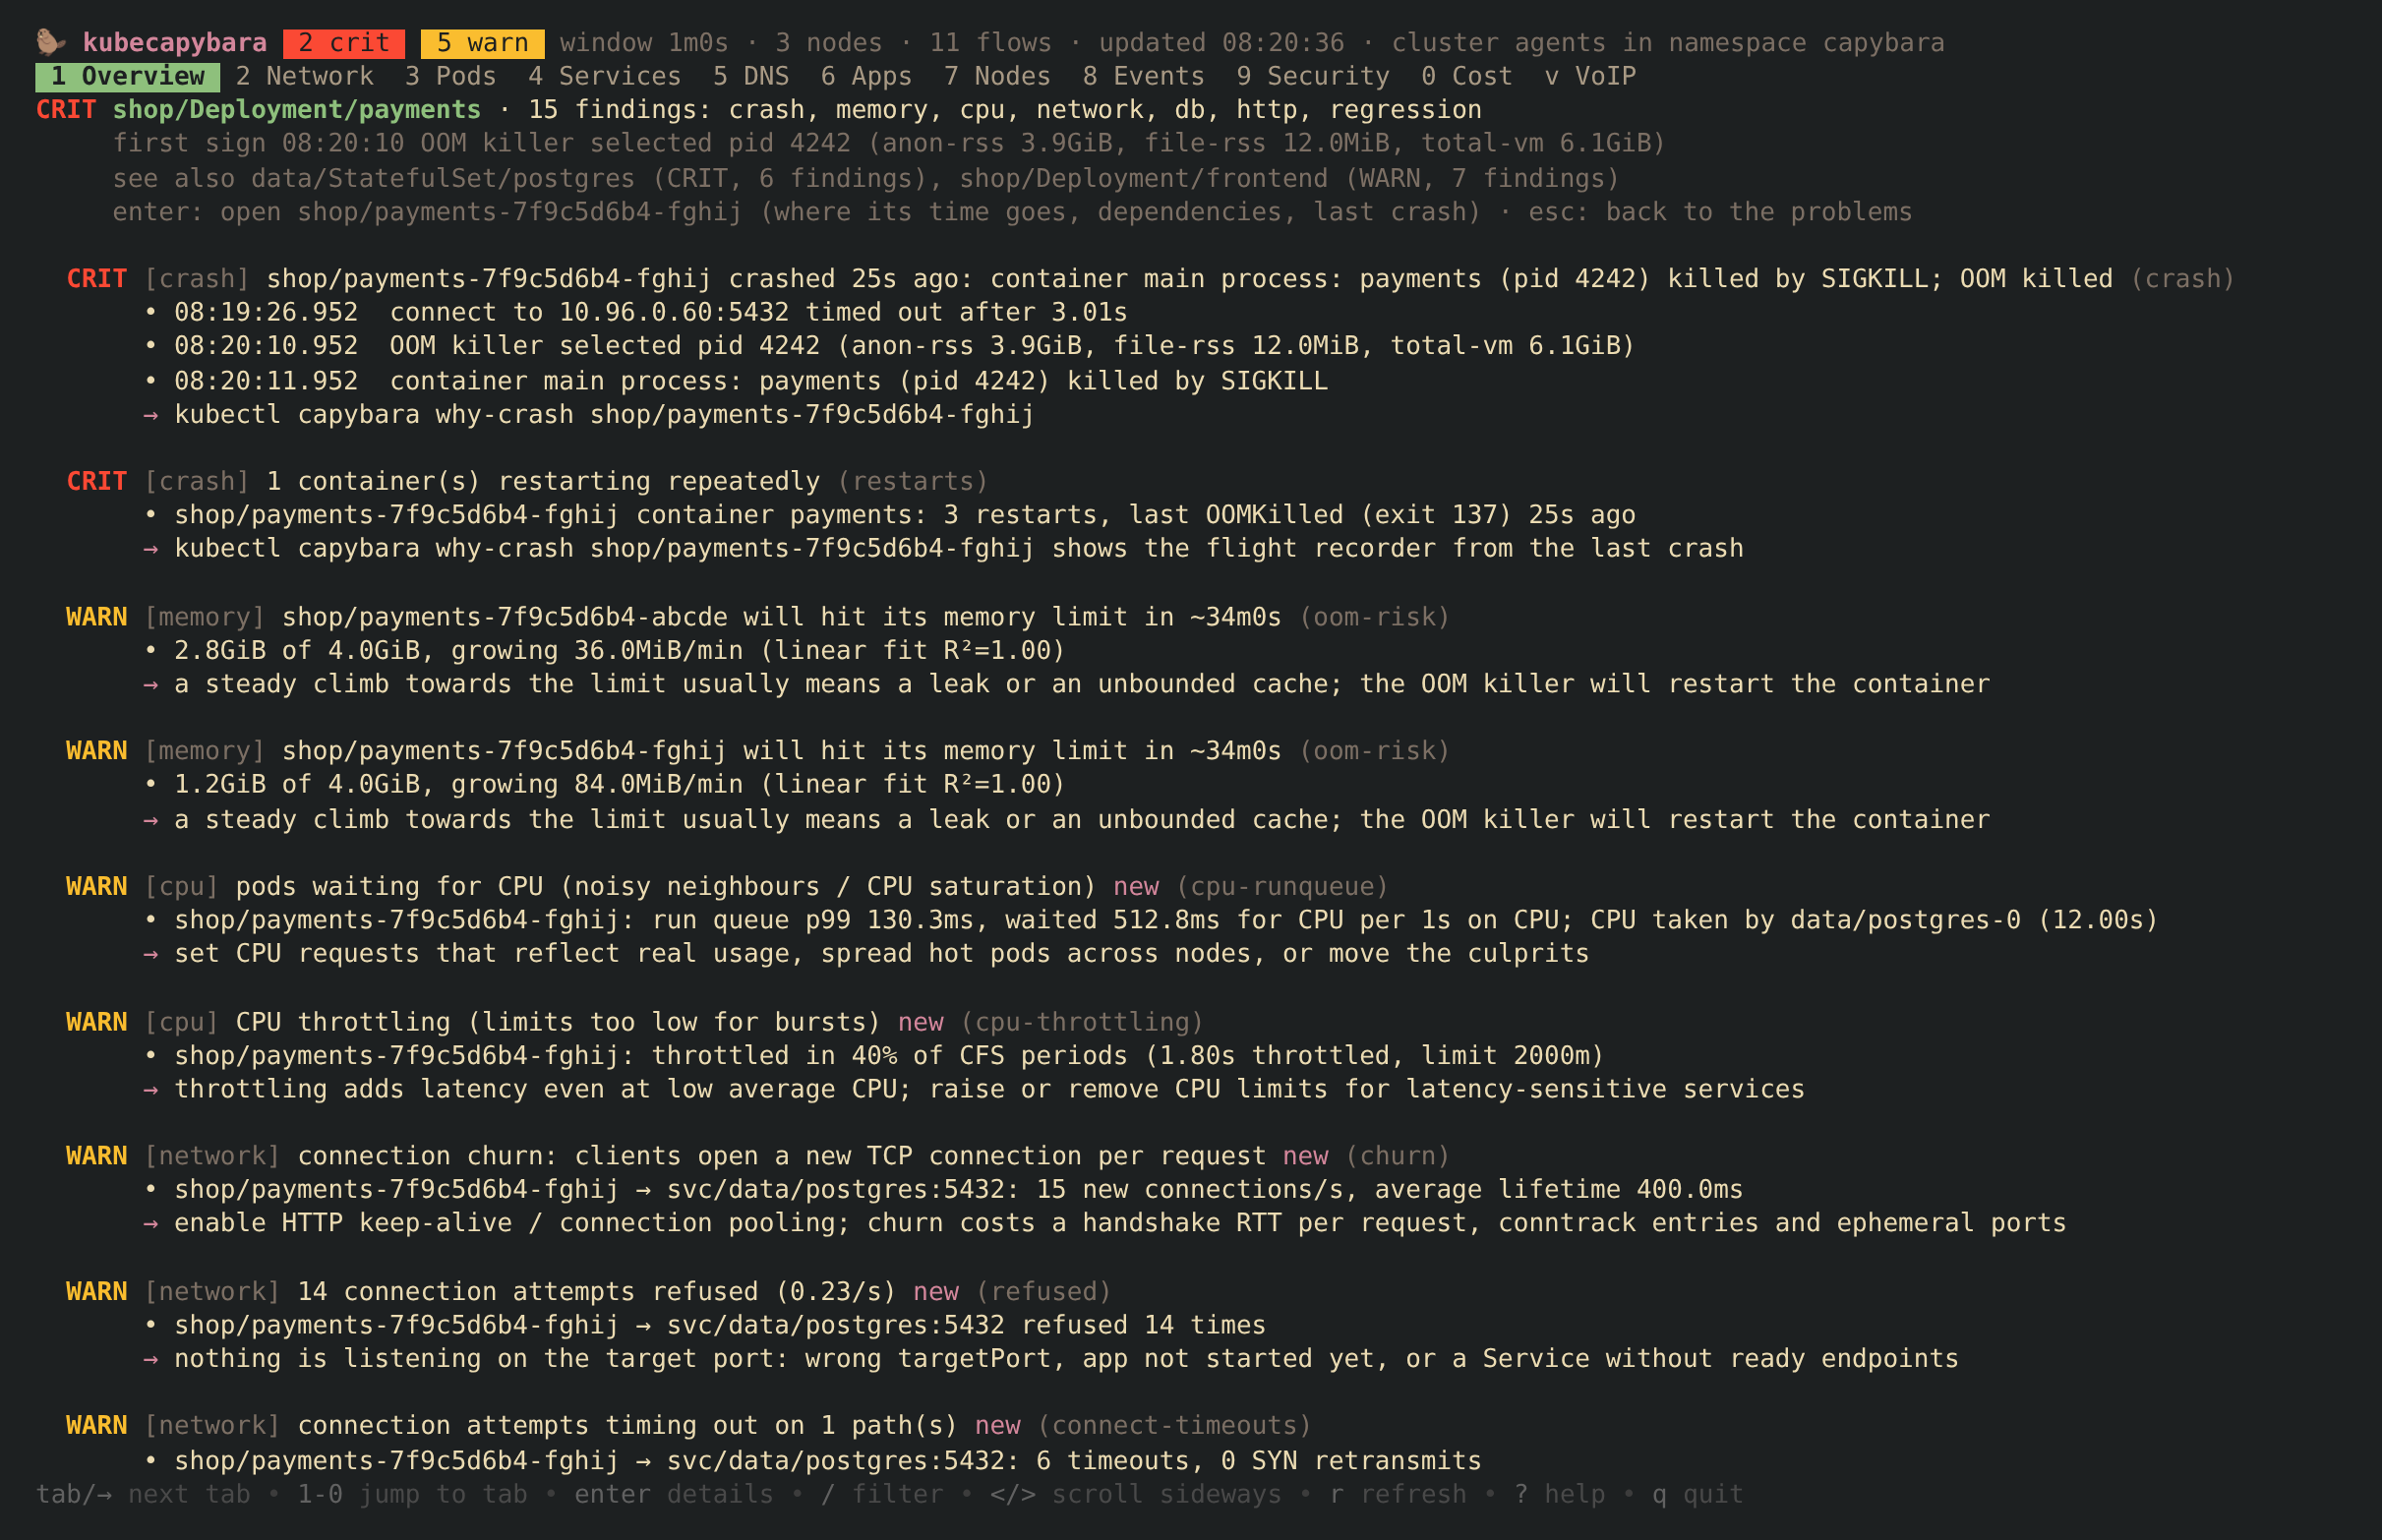 kubecapybara 2 crit 5 warn window 1m0s · 3 nodes · 11 flows · updated 08:20:36 · cluster agents in namespace capybara
1 Overview 2 Network 3 Pods 4 Services 5 DNS 6 Apps 7 Nodes 8 Events 9 Security 0 Cost v VoIP
CRIT shop/Deployment/payments · 15 findings: crash, memory, cpu, network, db, http, regression
first sign 08:20:10 OOM killer selected pid 4242 (anon-rss 3.9GiB, file-rss 12.0MiB, total-vm 6.1GiB)
see also data/StatefulSet/postgres (CRIT, 6 findings), shop/Deployment/frontend (WARN, 7 findings)
enter: open shop/payments-7f9c5d6b4-fghij (where its time goes, dependencies, last crash) · esc: back to the problems
CRIT [crash] shop/payments-7f9c5d6b4-fghij crashed 25s ago: container main process: payments (pid 4242) killed by SIGKILL; OOM killed (crash)
• 08:19:26.952 connect to 10.96.0.60:5432 timed out after 3.01s
• 08:20:10.952 OOM killer selected pid 4242 (anon-rss 3.9GiB, file-rss 12.0MiB, total-vm 6.1GiB)
• 08:20:11.952 container main process: payments (pid 4242) killed by SIGKILL
→ kubectl capybara why-crash shop/payments-7f9c5d6b4-fghij
CRIT [crash] 1 container(s) restarting repeatedly (restarts)
• shop/payments-7f9c5d6b4-fghij container payments: 3 restarts, last OOMKilled (exit 137) 25s ago
→ kubectl capybara why-crash shop/payments-7f9c5d6b4-fghij shows the flight recorder from the last crash
WARN [memory] shop/payments-7f9c5d6b4-abcde will hit its memory limit in ~34m0s (oom-risk)
• 2.8GiB of 4.0GiB, growing 36.0MiB/min (linear fit R²=1.00)
→ a steady climb towards the limit usually means a leak or an unbounded cache; the OOM killer will restart the container
WARN [memory] shop/payments-7f9c5d6b4-fghij will hit its memory limit in ~34m0s (oom-risk)
• 1.2GiB of 4.0GiB, growing 84.0MiB/min (linear fit R²=1.00)
→ a steady climb towards the limit usually means a leak or an unbounded cache; the OOM killer will restart the container
WARN [cpu] pods waiting for CPU (noisy neighbours / CPU saturation) new (cpu-runqueue)
• shop/payments-7f9c5d6b4-fghij: run queue p99 130.3ms, waited 512.8ms for CPU per 1s on CPU; CPU taken by data/postgres-0 (12.00s)
→ set CPU requests that reflect real usage, spread hot pods across nodes, or move the culprits
WARN [cpu] CPU throttling (limits too low for bursts) new (cpu-throttling)
• shop/payments-7f9c5d6b4-fghij: throttled in 40% of CFS periods (1.80s throttled, limit 2000m)
→ throttling adds latency even at low average CPU; raise or remove CPU limits for latency-sensitive services
WARN [network] connection churn: clients open a new TCP connection per request new (churn)
• shop/payments-7f9c5d6b4-fghij → svc/data/postgres:5432: 15 new connections/s, average lifetime 400.0ms
→ enable HTTP keep-alive / connection pooling; churn costs a handshake RTT per request, conntrack entries and ephemeral ports
WARN [network] 14 connection attempts refused (0.23/s) new (refused)
• shop/payments-7f9c5d6b4-fghij → svc/data/postgres:5432 refused 14 times
→ nothing is listening on the target port: wrong targetPort, app not started yet, or a Service without ready endpoints
WARN [network] connection attempts timing out on 1 path(s) new (connect-timeouts)
• shop/payments-7f9c5d6b4-fghij → svc/data/postgres:5432: 6 timeouts, 0 SYN retransmits
tab/→ next tab • 1-0 jump to tab • enter details • / filter • </> scroll sideways • r refresh • ? help • q quit